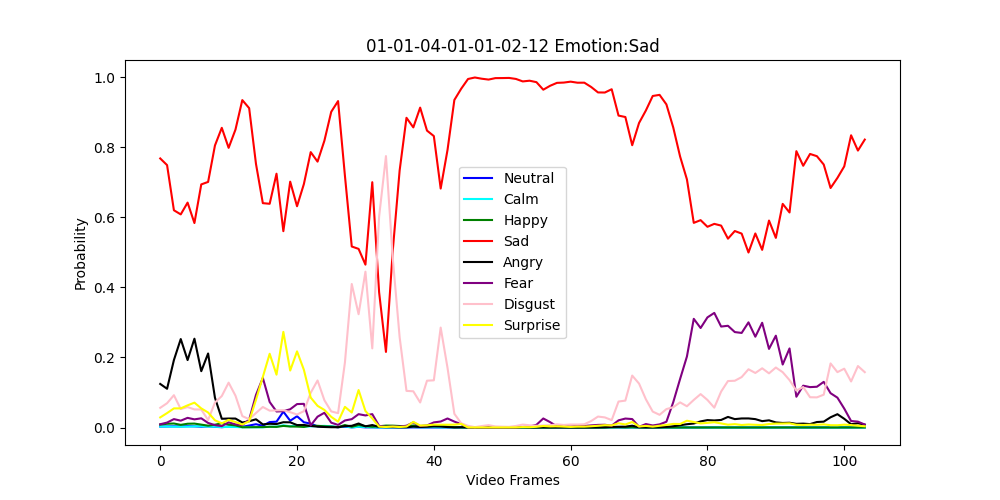 01-01-04-01-01-02-12 Emotion:Sad
Probability
1.0
0.8
0.6
0.4
0.2
0.0
Neutral
Calm
Happy
Sad
Angry
Fear
Disgust
Surprise
0 20 40 60 80 100
Video Frames